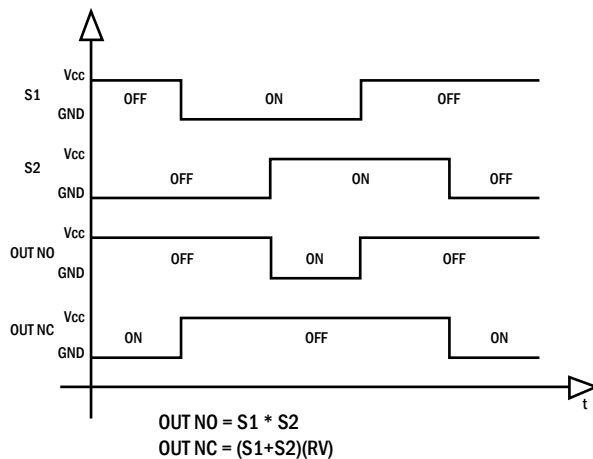 Vcc
S1
OFF ON OFF
GND
Vcc
S2
OFF ON OFF
GND
Vcc
OUT NO
OFF ON OFF
GND
Vcc
OUT NC
ON OFF ON
GND
t
OUT NO = S1 * S2
OUT NC = (S1+S2)(RV)